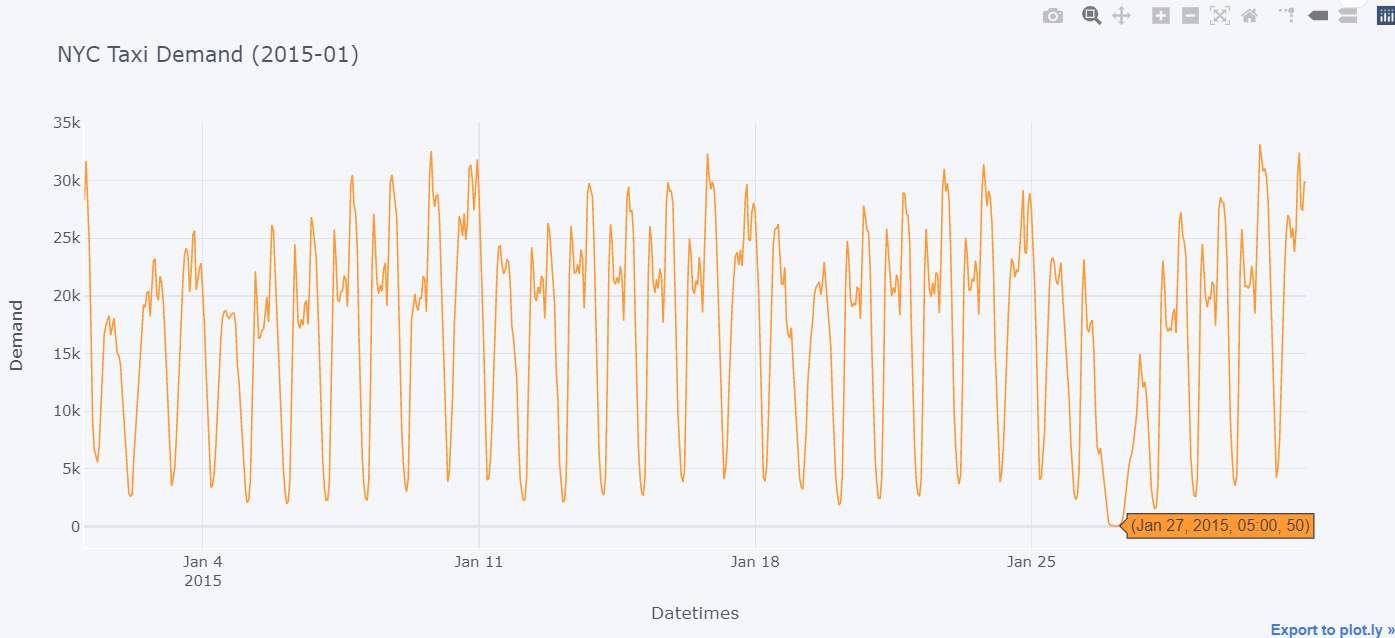 NYC Taxi Demand (2015-01)
35k
30k
25k
20k
15k
10k
5k
0
Demand
(Jan 27, 2015, 05:00, 50)
Jan 4
2015
Jan 11
Jan 18
Jan 25
Datetimes
Export to plot.ly »